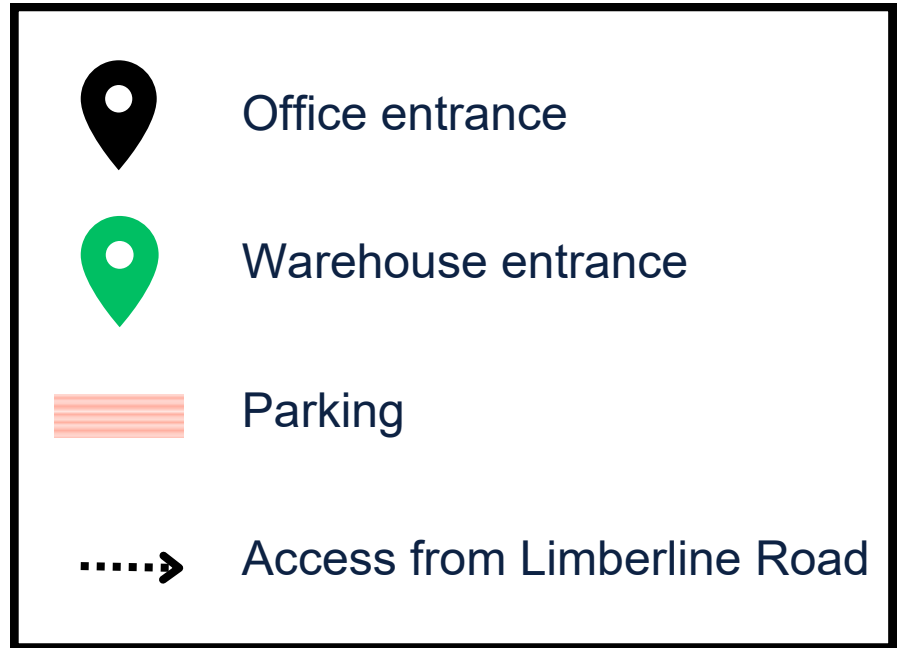 Office entrance
Warehouse entrance
Parking
Access from Limberline Road